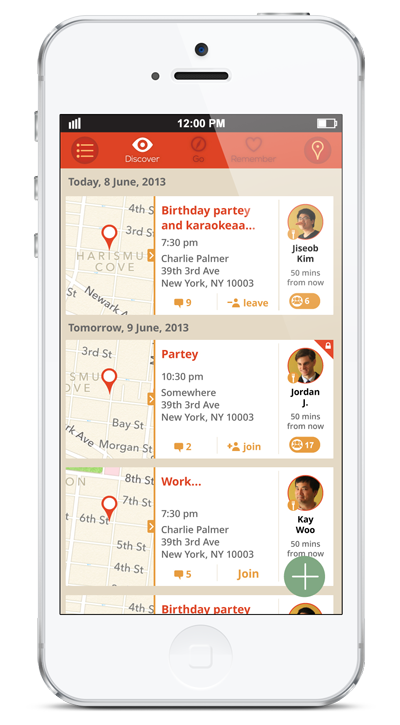 12:00 PM
Discover
Go
Remember
Today, 8 June, 2013
4th S
3rd S
HARISMU
COVE
St
Newark A
Birthday partey
and karaokeaa...
7:30 pm
Charlie Palmer
39th 3rd Ave
New York, NY 10003
9
leave
Jiseob
Kim
50 mins
from now
6
Tomorrow, 9 June, 2013
3rd St
SMU
OVE
Bay St
rk Ave
Morgan St
Partey
10:30 pm
Somewhere
39th 3rd Ave
New York, NY 10003
2
join
Jordan
J.
50 mins
from now
17
ON
8th S
7th St
6th St
5th St
4th St
Work...
7:30 pm
Charlie Palmer
39th 3rd Ave
New York, NY 10003
5
Join
Kay
Woo
50 mins
from now
4th S
Birthday partey